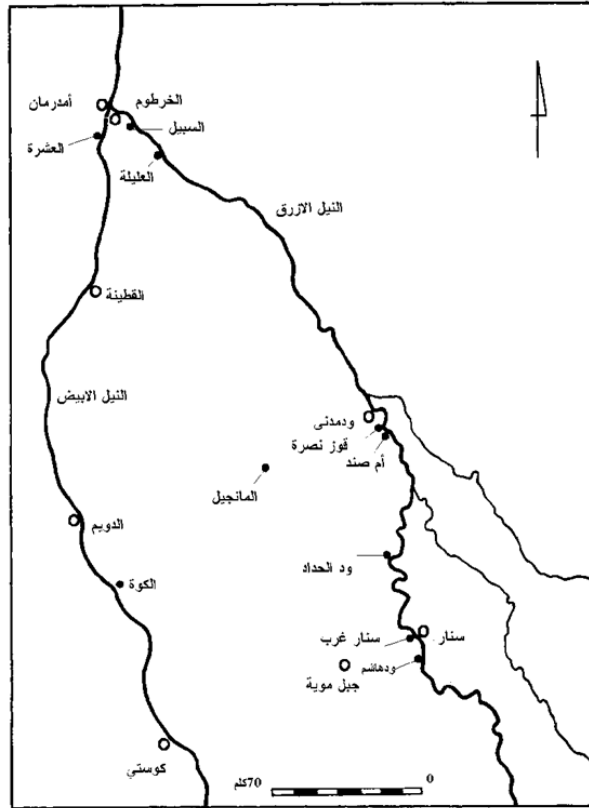 الخرطوم
أمدرمان
السبيل
العشرة
العليلة
النيل الازرق
القطينة
النيل الابيض
ودمدنى
قوز نصرة
أم صند
المانجيل
الدويم
ود الحداد
الكوة
سنار
سنار غرب
ودهاشم
جبل موية
كوستي
70كلم
0